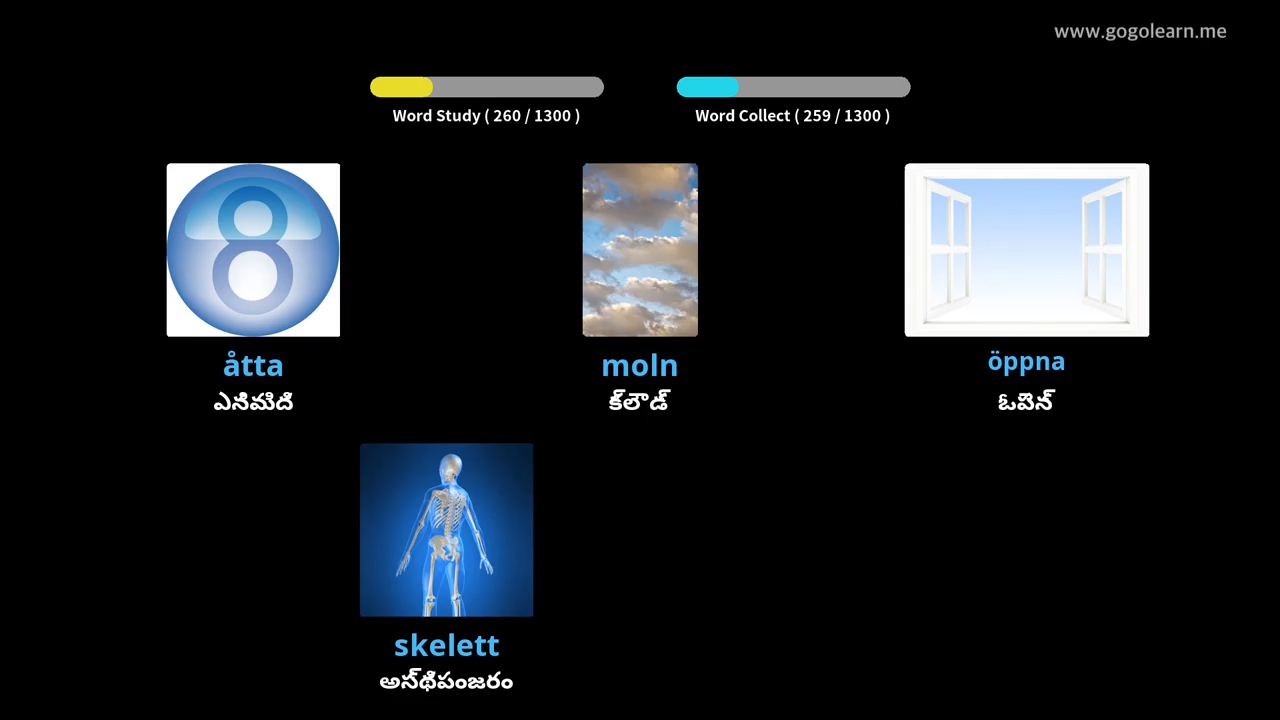 www.gogolearn.me
Word Study ( 260 / 1300 )
Word Collect ( 259 / 1300 )
8
åtta
ఎనిమిది
moln
క్లౌడ్
öppna
ఓపెన్
skelett
అస్థిపంజరం